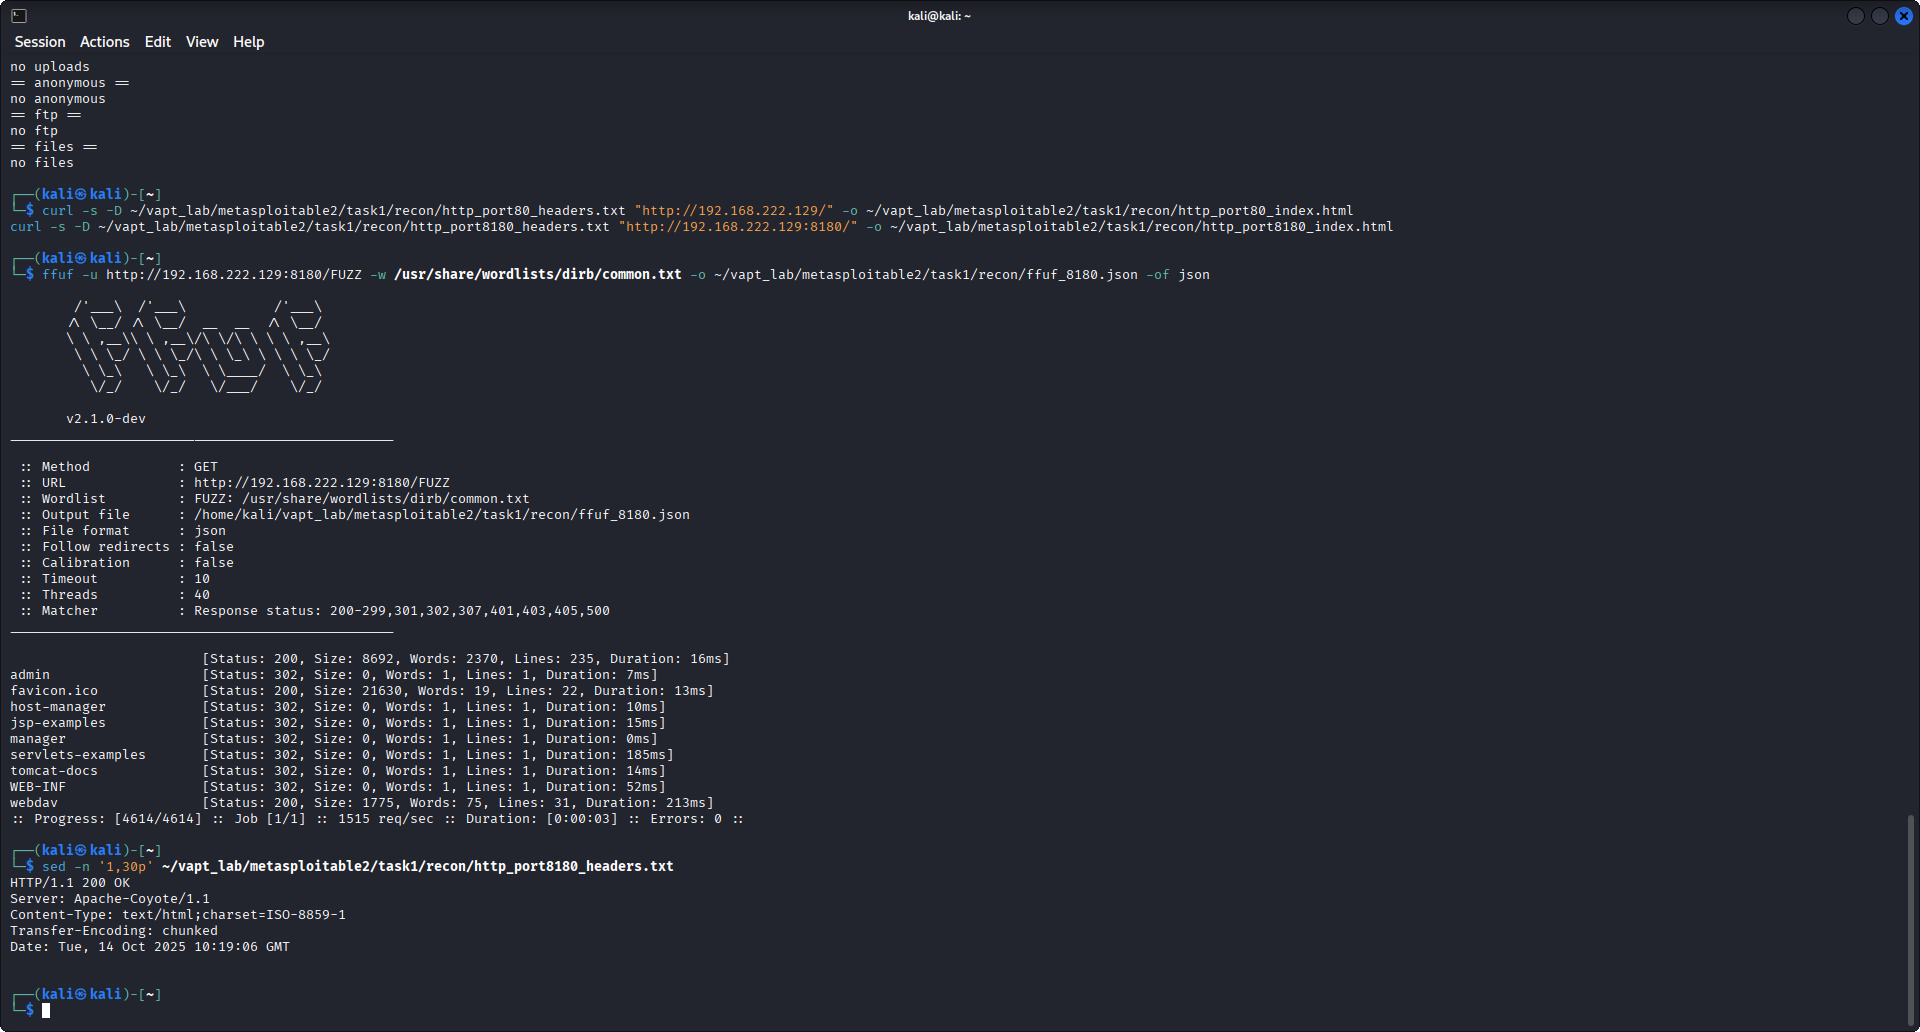 kali@kali: ~
Session Actions Edit View Help
no uploads
== anonymous ==
no anonymous
== ftp ==
no ftp
== files ==
no files
┌──(kali㉿kali)-[~]
└─$ curl -s -D ~/vapt_lab/metasploitable2/task1/recon/http_port80_headers.txt "http://192.168.222.129/" -o ~/vapt_lab/metasploitable2/task1/recon/http_port80_index.html
curl -s -D ~/vapt_lab/metasploitable2/task1/recon/http_port8180_headers.txt "http://192.168.222.129:8180/" -o ~/vapt_lab/metasploitable2/task1/recon/http_port8180_index.html
┌──(kali㉿kali)-[~]
└─$ ffuf -u http://192.168.222.129:8180/FUZZ -w /usr/share/wordlists/dirb/common.txt -o ~/vapt_lab/metasploitable2/task1/recon/ffuf_8180.json -of json
        /'___\  /'___\           /'___\
       /\ \__/ /\ \__/  __  __  /\ \__/
       \ \ ,__\\ \ ,__\/\ \/\ \ \ \ ,__\
        \ \ \_/ \ \ \_/\ \ \_\ \ \ \ \_/
         \ \_\   \ \_\  \ \____/  \ \_\
          \/_/    \/_/   \/___/    \/_/
       v2.1.0-dev
________________________________________________
 :: Method           : GET
 :: URL              : http://192.168.222.129:8180/FUZZ
 :: Wordlist         : FUZZ: /usr/share/wordlists/dirb/common.txt
 :: Output file      : /home/kali/vapt_lab/metasploitable2/task1/recon/ffuf_8180.json
 :: File format      : json
 :: Follow redirects : false
 :: Calibration      : false
 :: Timeout          : 10
 :: Threads          : 40
 :: Matcher          : Response status: 200-299,301,302,307,401,403,405,500
________________________________________________
                        [Status: 200, Size: 8692, Words: 2370, Lines: 235, Duration: 16ms]
admin                   [Status: 302, Size: 0, Words: 1, Lines: 1, Duration: 7ms]
favicon.ico             [Status: 200, Size: 21630, Words: 19, Lines: 22, Duration: 13ms]
host-manager            [Status: 302, Size: 0, Words: 1, Lines: 1, Duration: 10ms]
jsp-examples            [Status: 302, Size: 0, Words: 1, Lines: 1, Duration: 15ms]
manager                 [Status: 302, Size: 0, Words: 1, Lines: 1, Duration: 0ms]
servlets-examples       [Status: 302, Size: 0, Words: 1, Lines: 1, Duration: 185ms]
tomcat-docs             [Status: 302, Size: 0, Words: 1, Lines: 1, Duration: 14ms]
WEB-INF                 [Status: 302, Size: 0, Words: 1, Lines: 1, Duration: 52ms]
webdav                  [Status: 200, Size: 1775, Words: 75, Lines: 31, Duration: 213ms]
:: Progress: [4614/4614] :: Job [1/1] :: 1515 req/sec :: Duration: [0:00:03] :: Errors: 0 ::
┌──(kali㉿kali)-[~]
└─$ sed -n '1,30p' ~/vapt_lab/metasploitable2/task1/recon/http_port8180_headers.txt
HTTP/1.1 200 OK
Server: Apache-Coyote/1.1
Content-Type: text/html;charset=ISO-8859-1
Transfer-Encoding: chunked
Date: Tue, 14 Oct 2025 10:19:06 GMT
┌──(kali㉿kali)-[~]
└─$